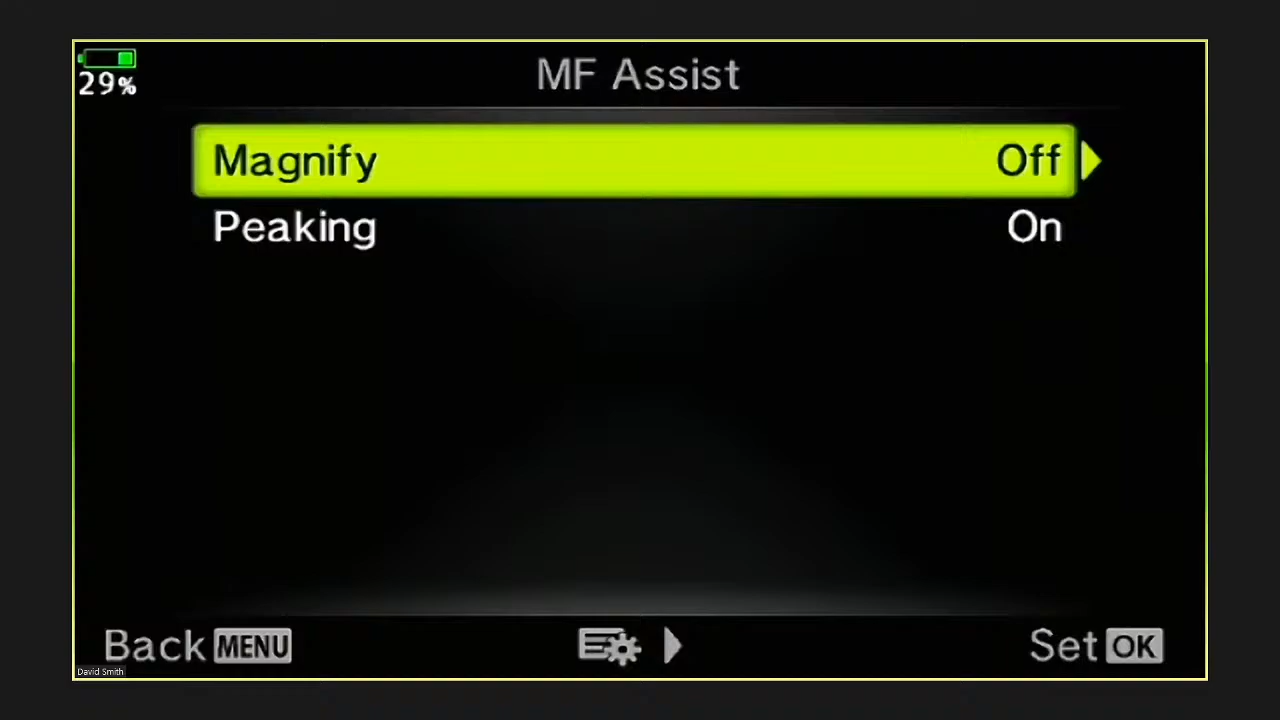 29%
MF Assist
Magnify Off
Peaking On
Back MENU
Set OK
David Smith